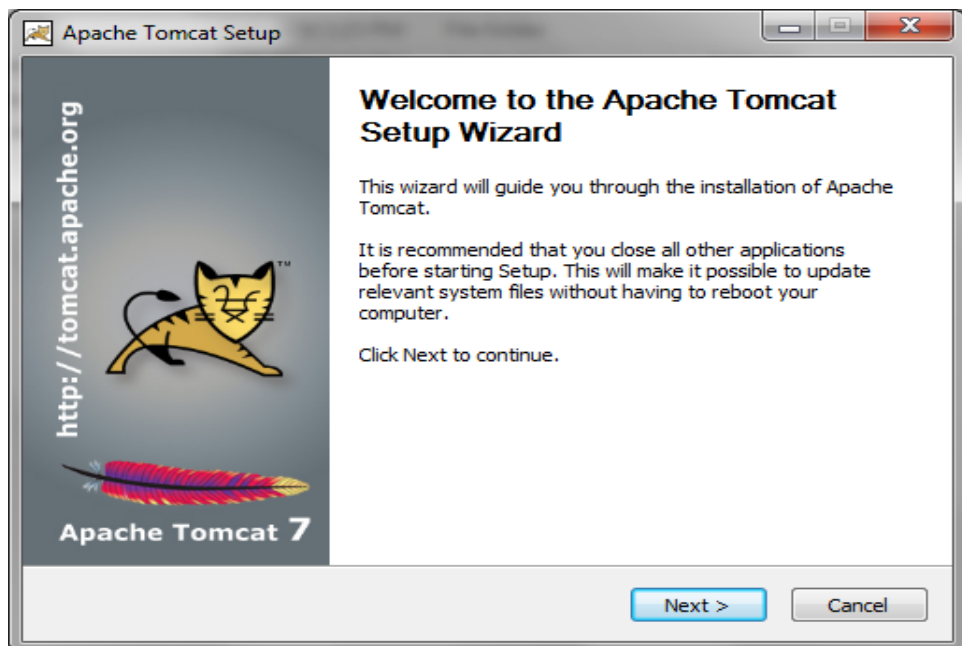 Apache Tomcat Setup
http://tomcat.apache.org
TM
Apache Tomcat 7
Welcome to the Apache Tomcat
Setup Wizard
This wizard will guide you through the installation of Apache
Tomcat.
It is recommended that you close all other applications
before starting Setup. This will make it possible to update
relevant system files without having to reboot your
computer.
Click Next to continue.
Next >
Cancel